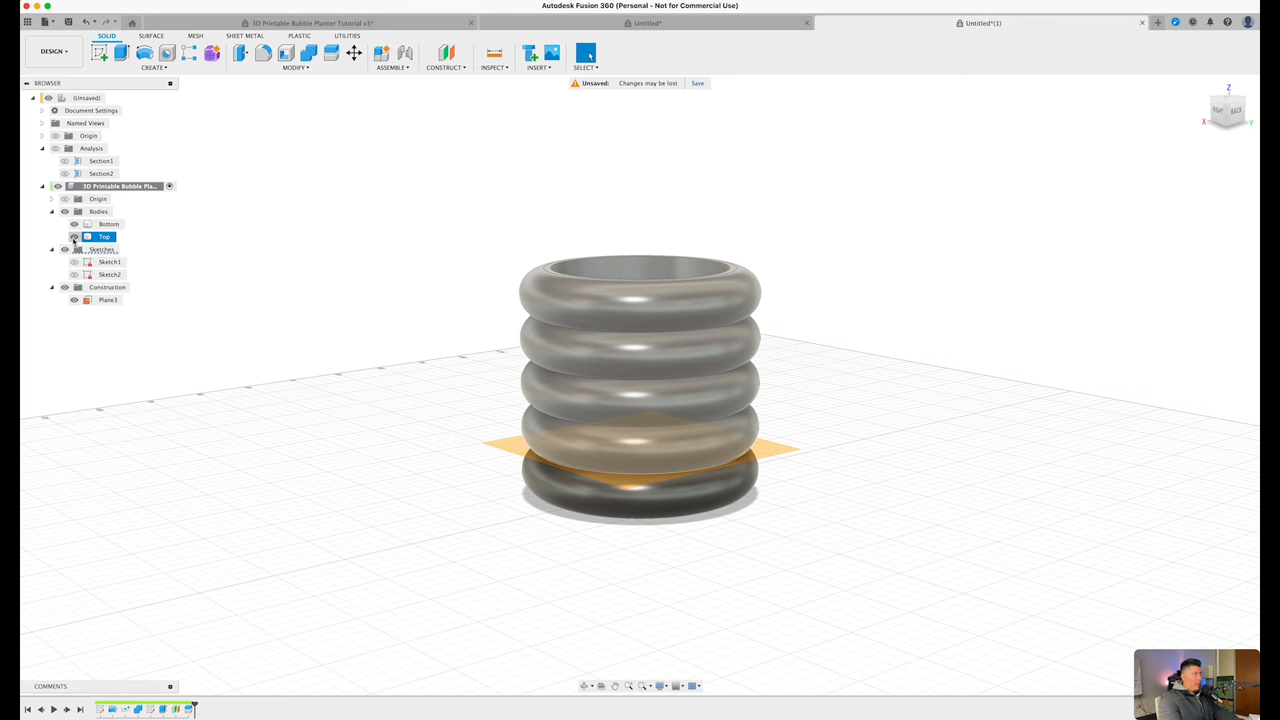 Autodesk Fusion 360 (Personal - Not for Commercial Use)
3D Printable Bubble Planter Tutorial v3*
Untitled*
Untitled*(1)
DESIGN
SOLID
SURFACE
MESH
SHEET METAL
PLASTIC
UTILITIES
CREATE
MODIFY
ASSEMBLE
CONSTRUCT
INSPECT
INSERT
SELECT
BROWSER
Unsaved: Changes may be lost Save
(Unsaved)
Document Settings
Named Views
Origin
Analysis
Section1
Section2
3D Printable Bubble Pla...
Origin
Bodies
Bottom
Top
Sketches
Sketch1
Sketch2
Construction
Plane3
Z
RIGHT BACK
X Y
COMMENTS